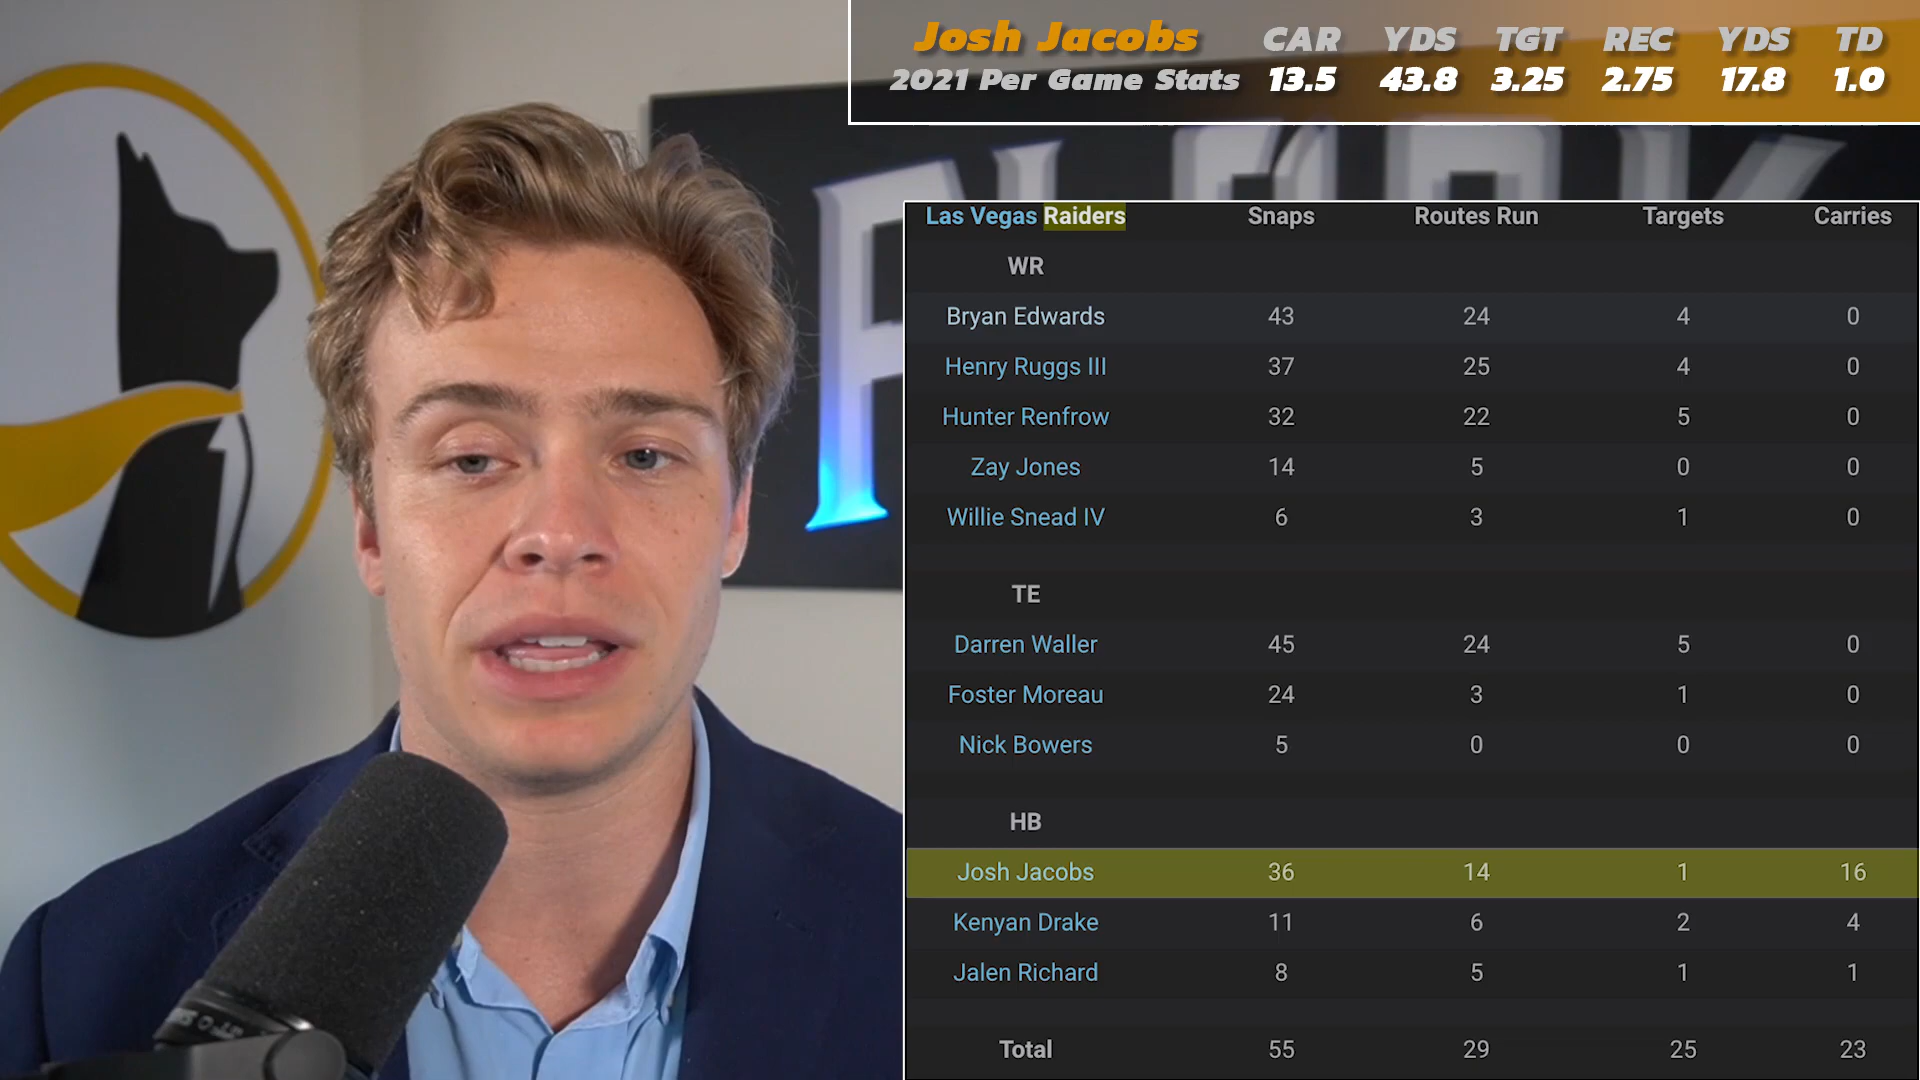 Josh Jacobs CAR YDS TGT REC YDS TD
2021 Per Game Stats 13.5 43.8 3.25 2.75 17.8 1.0
Las Vegas Raiders Snaps Routes Run Targets Carries
WR
Bryan Edwards 43 24 4 0
Henry Ruggs III 37 25 4 0
Hunter Renfrow 32 22 5 0
Zay Jones 14 5 0 0
Willie Snead IV 6 3 1 0
TE
Darren Waller 45 24 5 0
Foster Moreau 24 3 1 0
Nick Bowers 5 0 0 0
HB
Josh Jacobs 36 14 1 16
Kenyan Drake 11 6 2 4
Jalen Richard 8 5 1 1
Total 55 29 25 23